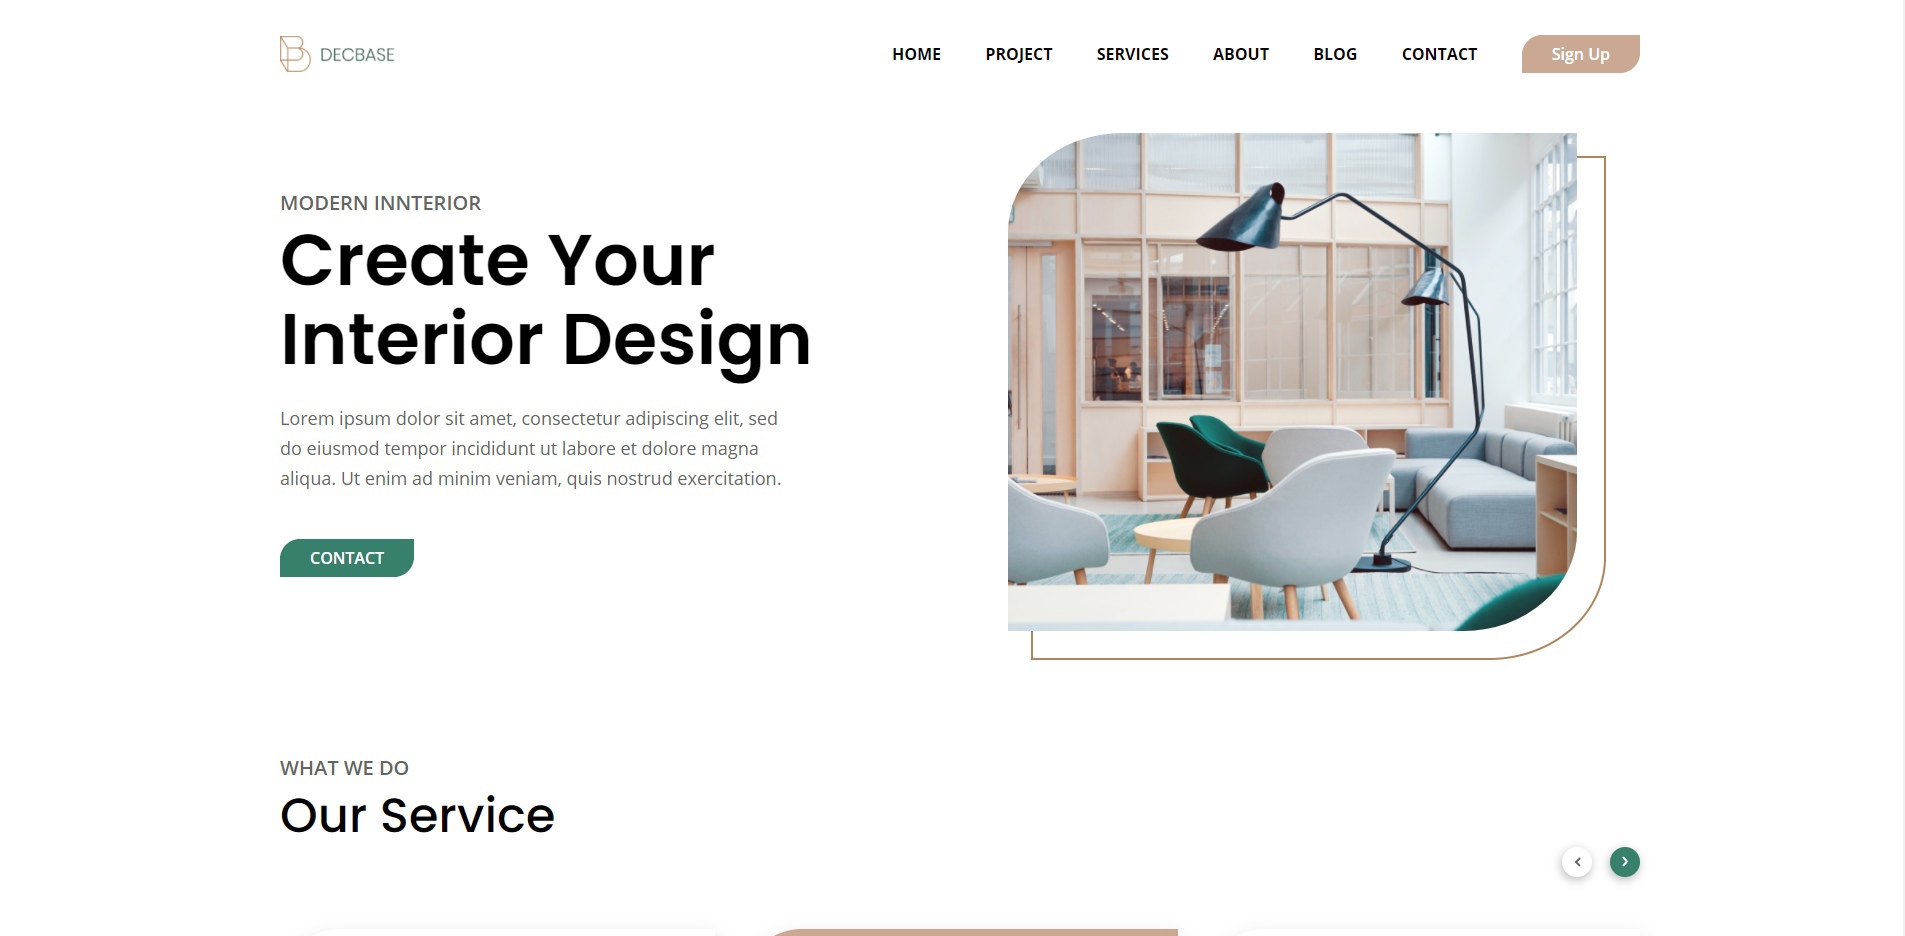 DECBASE
HOME PROJECT SERVICES ABOUT BLOG CONTACT Sign Up
MODERN INNTERIOR
Create Your
Interior Design
Lorem ipsum dolor sit amet, consectetur adipiscing elit, sed
do eiusmod tempor incididunt ut labore et dolore magna
aliqua. Ut enim ad minim veniam, quis nostrud exercitation.
CONTACT
WHAT WE DO
Our Service